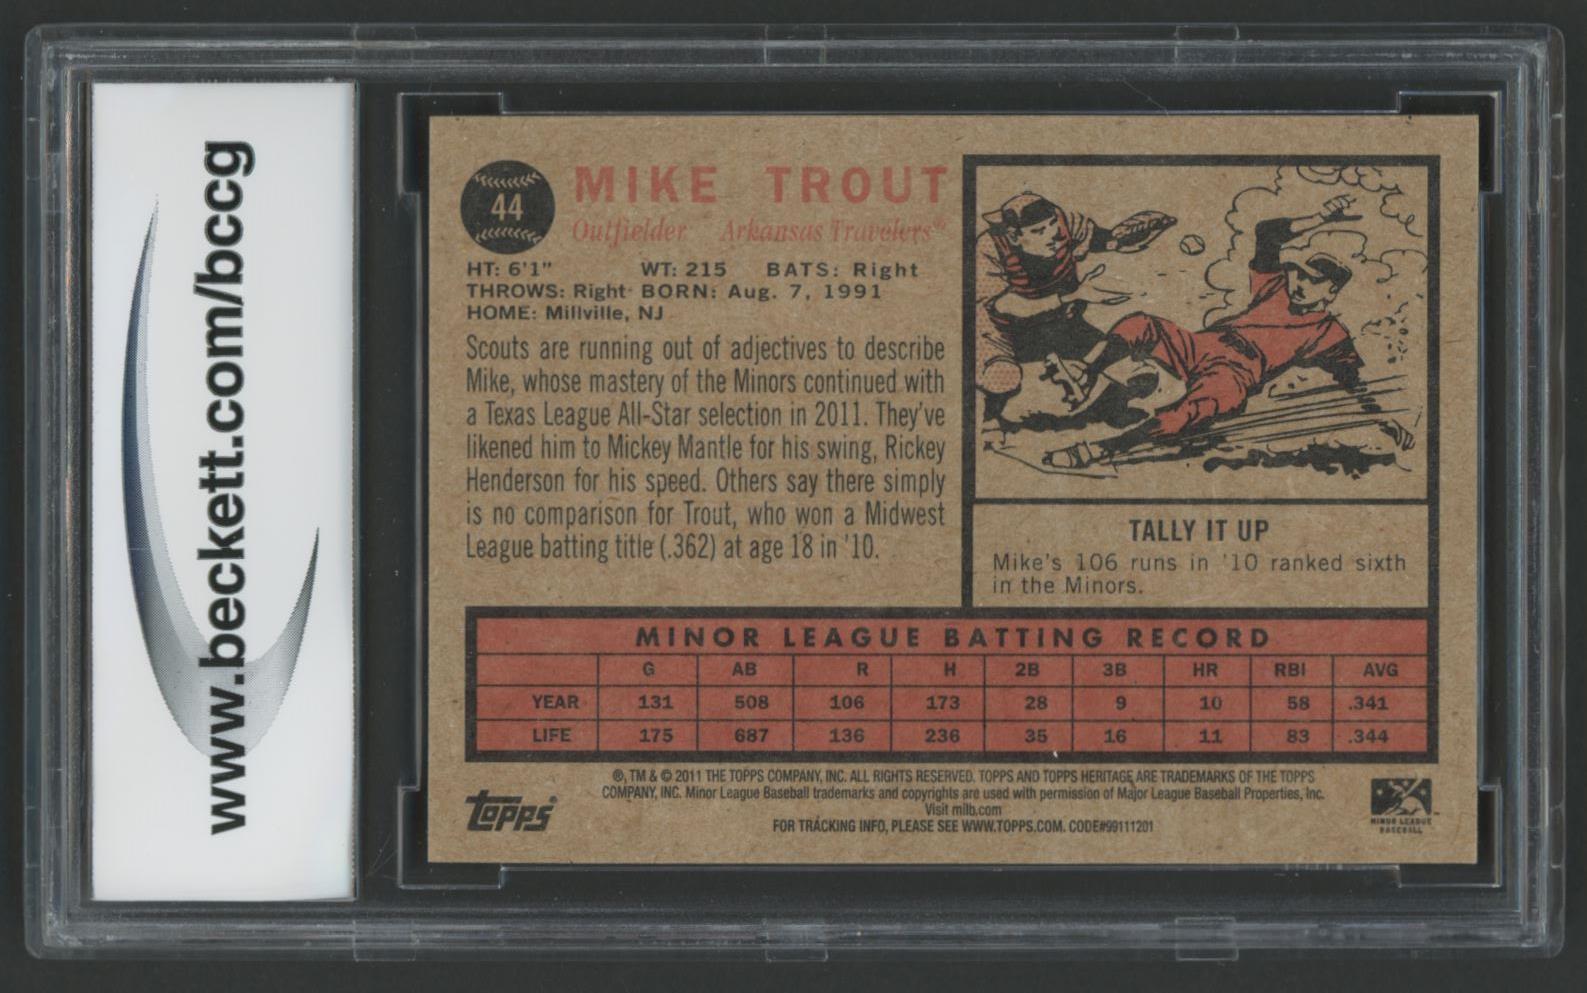 www.beckett.com/bccg
44
MIKE TROUT
Outfielder Arkansas Travelers®
HT: 6'1" WT: 215 BATS: Right
THROWS: Right BORN: Aug. 7, 1991
HOME: Millville, NJ
Scouts are running out of adjectives to describe
Mike, whose mastery of the Minors continued with
a Texas League All-Star selection in 2011. They've
likened him to Mickey Mantle for his swing, Rickey
Henderson for his speed. Others say there simply
is no comparison for Trout, who won a Midwest
League batting title (.362) at age 18 in '10.
TALLY IT UP
Mike's 106 runs in '10 ranked sixth
in the Minors.
MINOR LEAGUE BATTING RECORD
G AB R H 2B 3B HR RBI AVG
YEAR 131 508 106 173 28 9 10 58 .341
LIFE 175 687 136 236 35 16 11 83 .344
®, TM & © 2011 THE TOPPS COMPANY, INC. ALL RIGHTS RESERVED. TOPPS AND TOPPS HERITAGE ARE TRADEMARKS OF THE TOPPS
COMPANY, INC. Minor League Baseball trademarks and copyrights are used with permission of Major League Baseball Properties, Inc.
Visit milb.com
FOR TRACKING INFO, PLEASE SEE WWW.TOPPS.COM. CODE#99111201
Topps
MINOR LEAGUE
BASEBALL